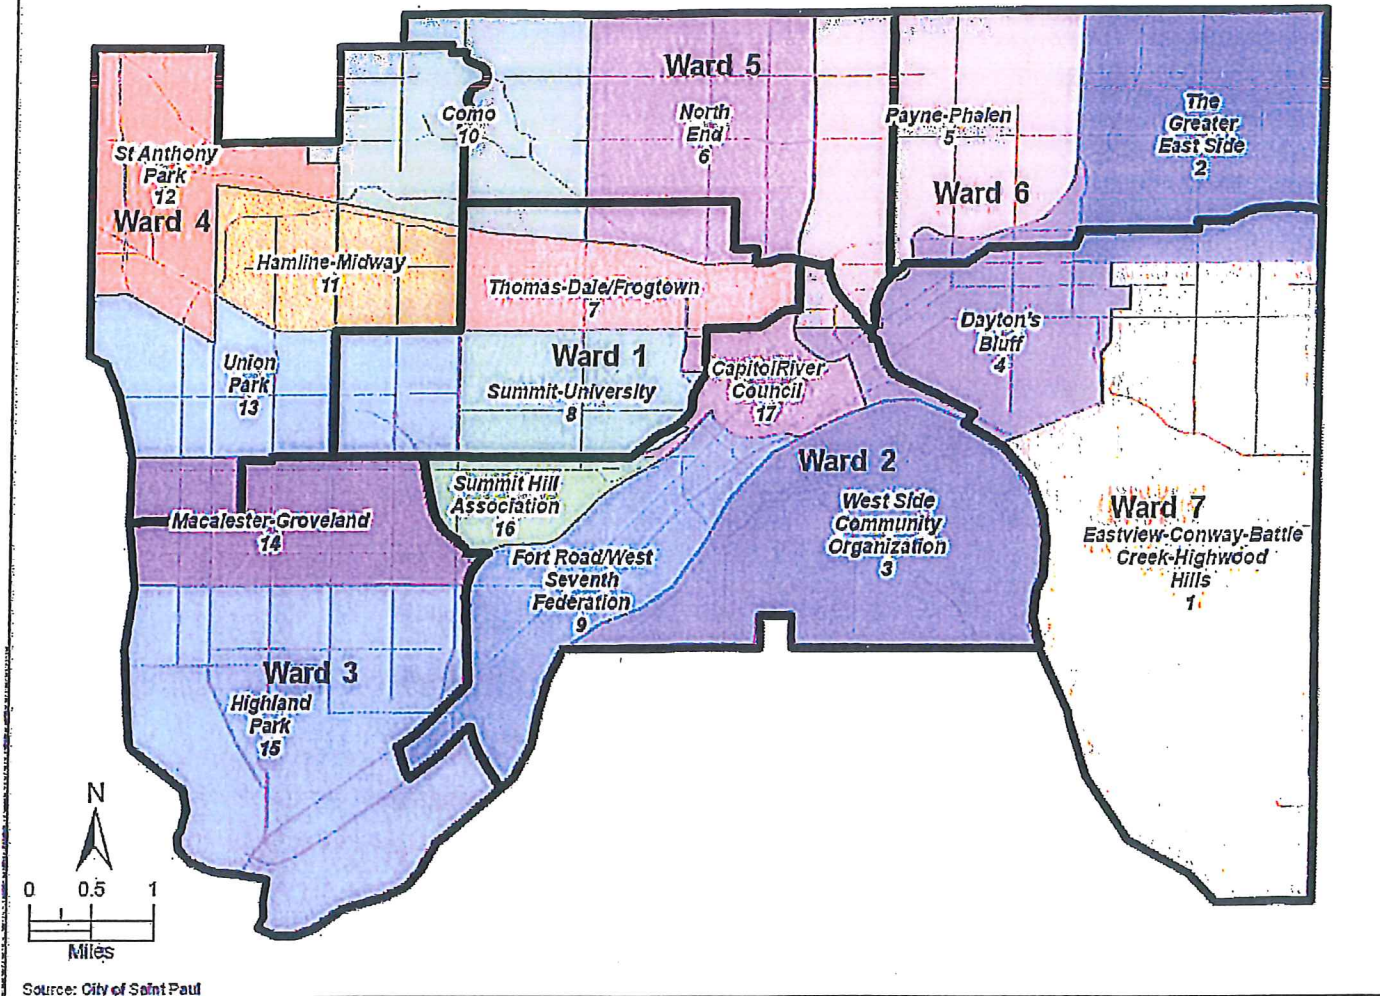 Ward 5
Como
10
North
End
6
Payne-Phalen
5
The
Greater
East Side
2
St Anthony
Park
12
Ward 4
Ward 6
Hamline-Midway
11
Thomas-Dale/Frogtown
7
Dayton's
Bluff
4
Union
Park
13
Ward 1
Summit-University
8
CapitolRiver
Council
17
Ward 2
Summit Hill
Association
16
Macalester-Groveland
14
West Side
Community
Organization
3
Ward 7
Eastview-Conway-Battle
Creek-Highwood
Hills
1
Fort Road/West
Seventh
Federation
9
Ward 3
Highland
Park
15
N
0 0.5 1
Miles
Source: City of Saint Paul